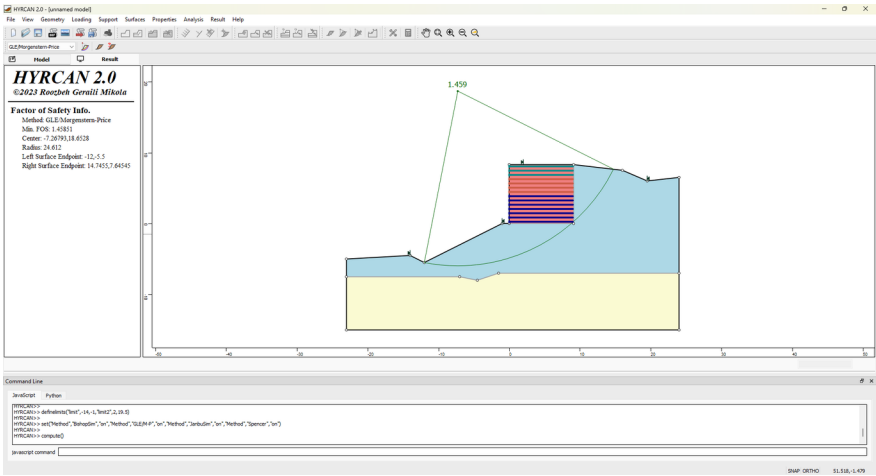 HYRCAN 2.0 - [unnamed model]
File View Geometry Loading Support Surfaces Properties Analysis Result Help
GLE/Morgenstern-Price
Model Result
HYRCAN 2.0
©2023 Roozbeh Geraili Mikola
Factor of Safety Info.
Method: GLE/Morgenstern-Price
Min. FOS: 1.45851
Center: -7.26793,18.6528
Radius: 24.612
Left Surface Endpoint: -12,-5.5
Right Surface Endpoint: 14.7455,7.64545
1.459
-50 -40 -30 -20 -10 0 10 20 30 40 50
Command Line
JavaScript Python
HYRCAN>>
HYRCAN>> definelimits("limit",-14,-1,"limit2",2,19.5)
HYRCAN>>
HYRCAN>> set("Method","BishopSim","on","Method","GLE/M-P","on","Method","JanbuSim","on","Method","Spencer","on")
HYRCAN>>
HYRCAN>> compute()
javascript command
SNAP ORTHO 51.518,-1.479